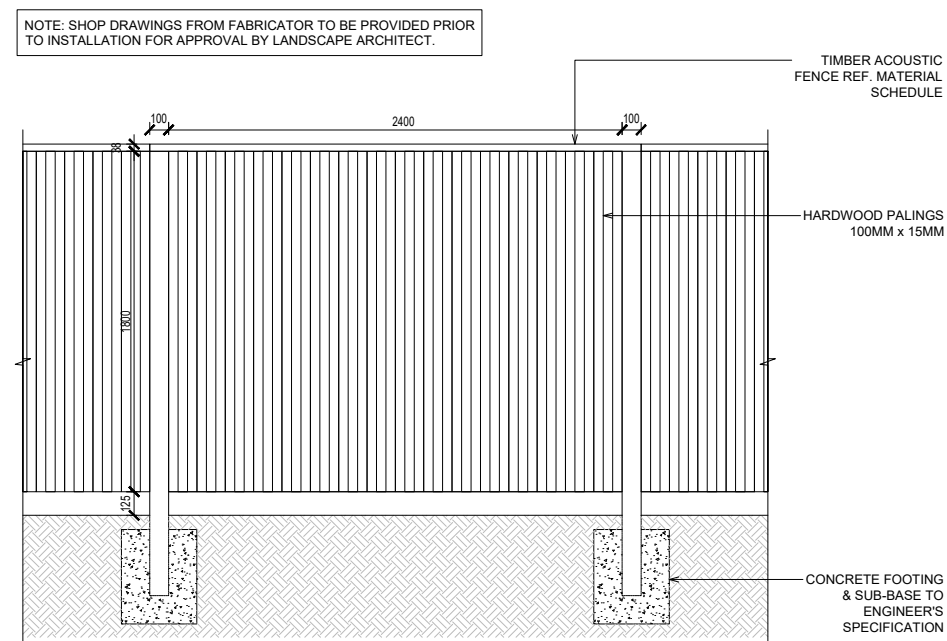 NOTE: SHOP DRAWINGS FROM FABRICATOR TO BE PROVIDED PRIOR
TO INSTALLATION FOR APPROVAL BY LANDSCAPE ARCHITECT.
TIMBER ACOUSTIC
FENCE REF. MATERIAL
SCHEDULE
100
2400
100
38
HARDWOOD PALINGS
100MM x 15MM
1800
125
CONCRETE FOOTING
& SUB-BASE TO
ENGINEER'S
SPECIFICATION